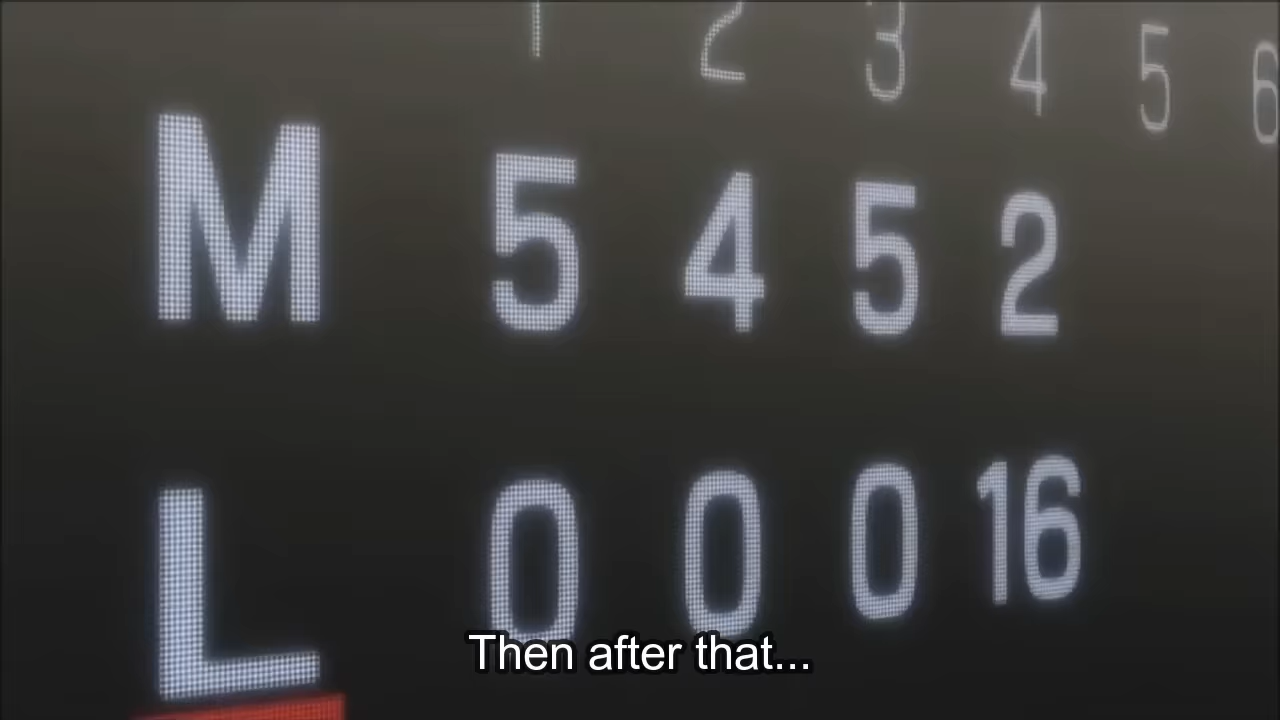 1 2 3 4 5 6
M 5 4 5 2
L 0 0 0 16
Then after that...